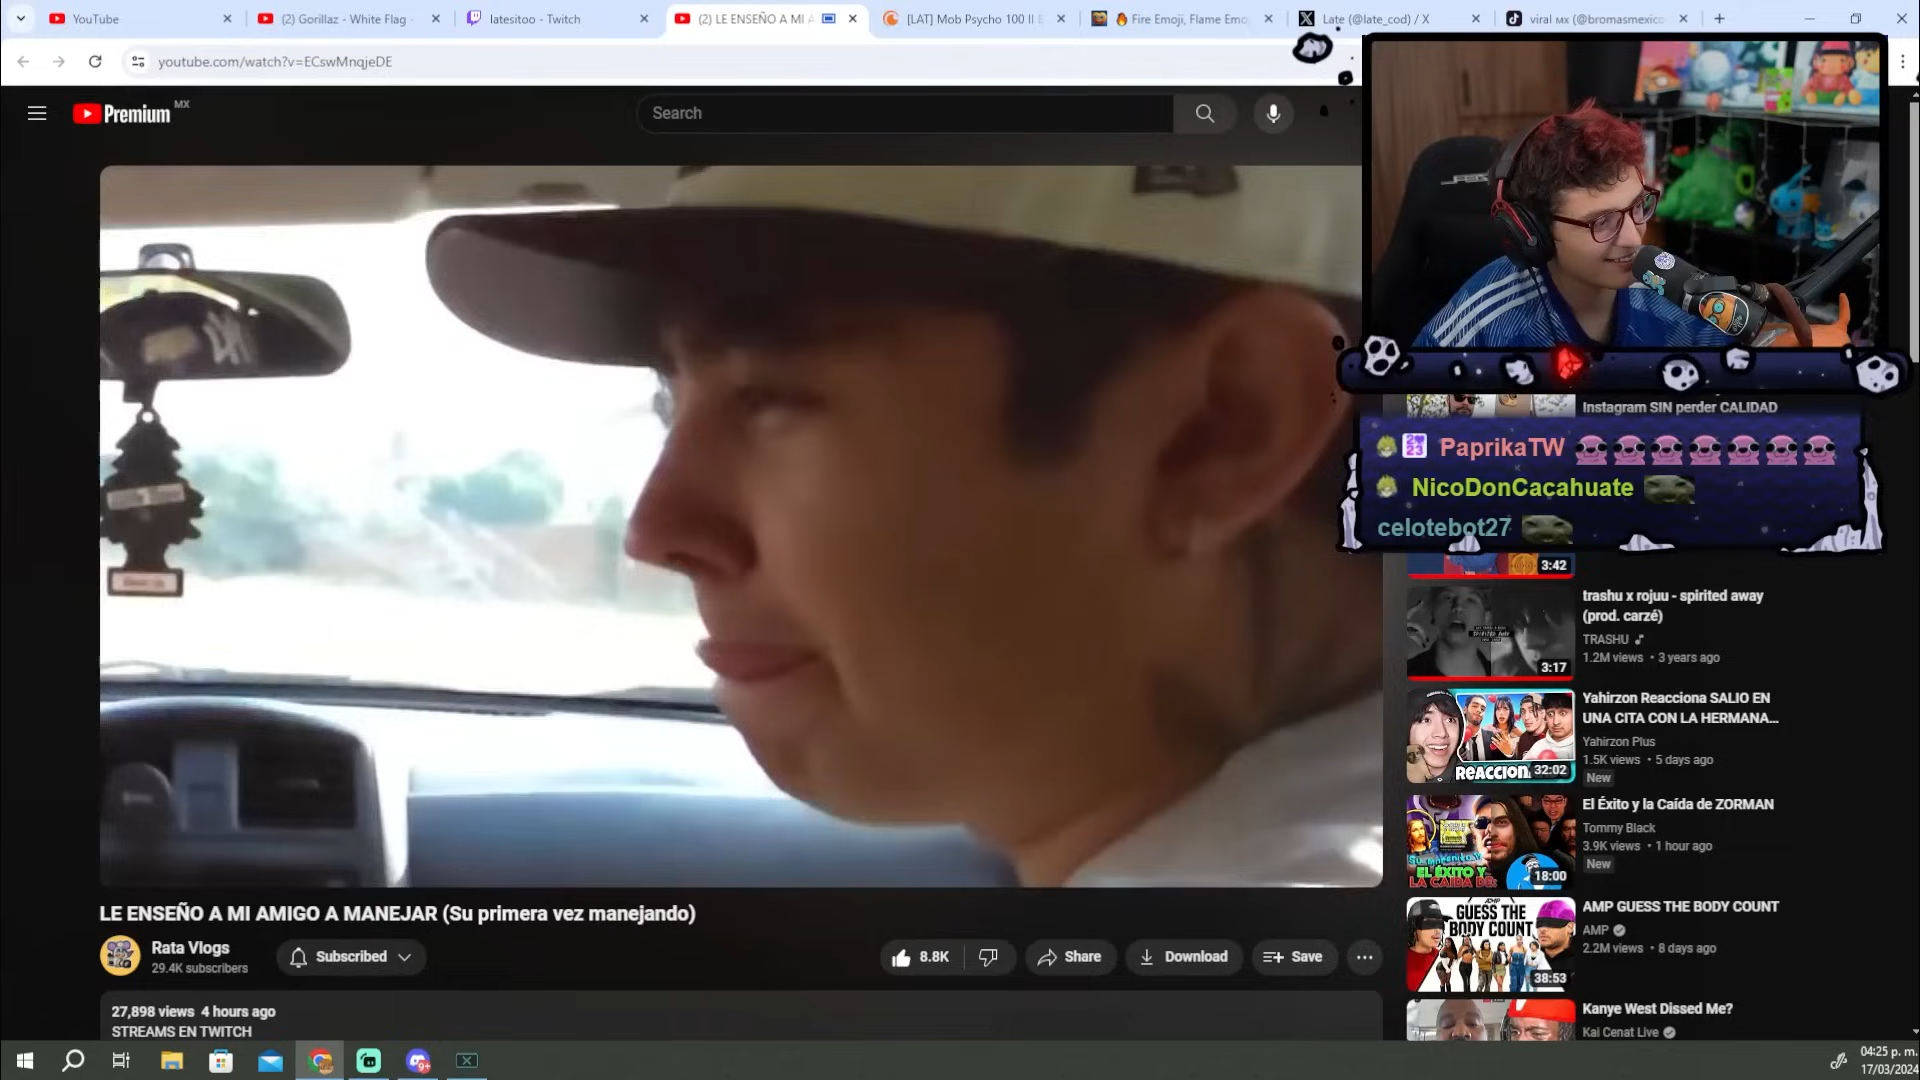 YouTube
(2) Gorillaz - White Flag -
latesitoo - Twitch
(2) LE ENSEÑO A MI A
[LAT] Mob Psycho 100 II E
🔥 Fire Emoji, Flame Emo
Late (@late_cod) / X
viral мx (@bromasmexico
youtube.com/watch?v=ECswMnqjeDE
Premium MX
Search
Instagram SIN perder CALIDAD
PaprikaTW
NicoDonCacahuate
celotebot27
3:42
trashu x rojuu - spirited away
(prod. carzé)
TRASHU
1.2M views • 3 years ago
3:17
Yahirzon Reacciona SALIO EN
UNA CITA CON LA HERMANA...
Yahirzon Plus
1.5K views • 5 days ago
New
REACCION
32:02
El Éxito y la Caída de ZORMAN
Tommy Black
3.9K views • 1 hour ago
New
EL ÉXITO Y
LA CAIDA DE:
18:00
AMP GUESS THE BODY COUNT
AMP
2.2M views • 8 days ago
GUESS THE
BODY COUNT
38:53
Kanye West Dissed Me?
Kai Cenat Live
LE ENSEÑO A MI AMIGO A MANEJAR (Su primera vez manejando)
Rata Vlogs
29.4K subscribers
Subscribed
8.8K
Share
Download
Save
27,898 views 4 hours ago
STREAMS EN TWITCH
9+
04:25 p. m.
17/03/2024